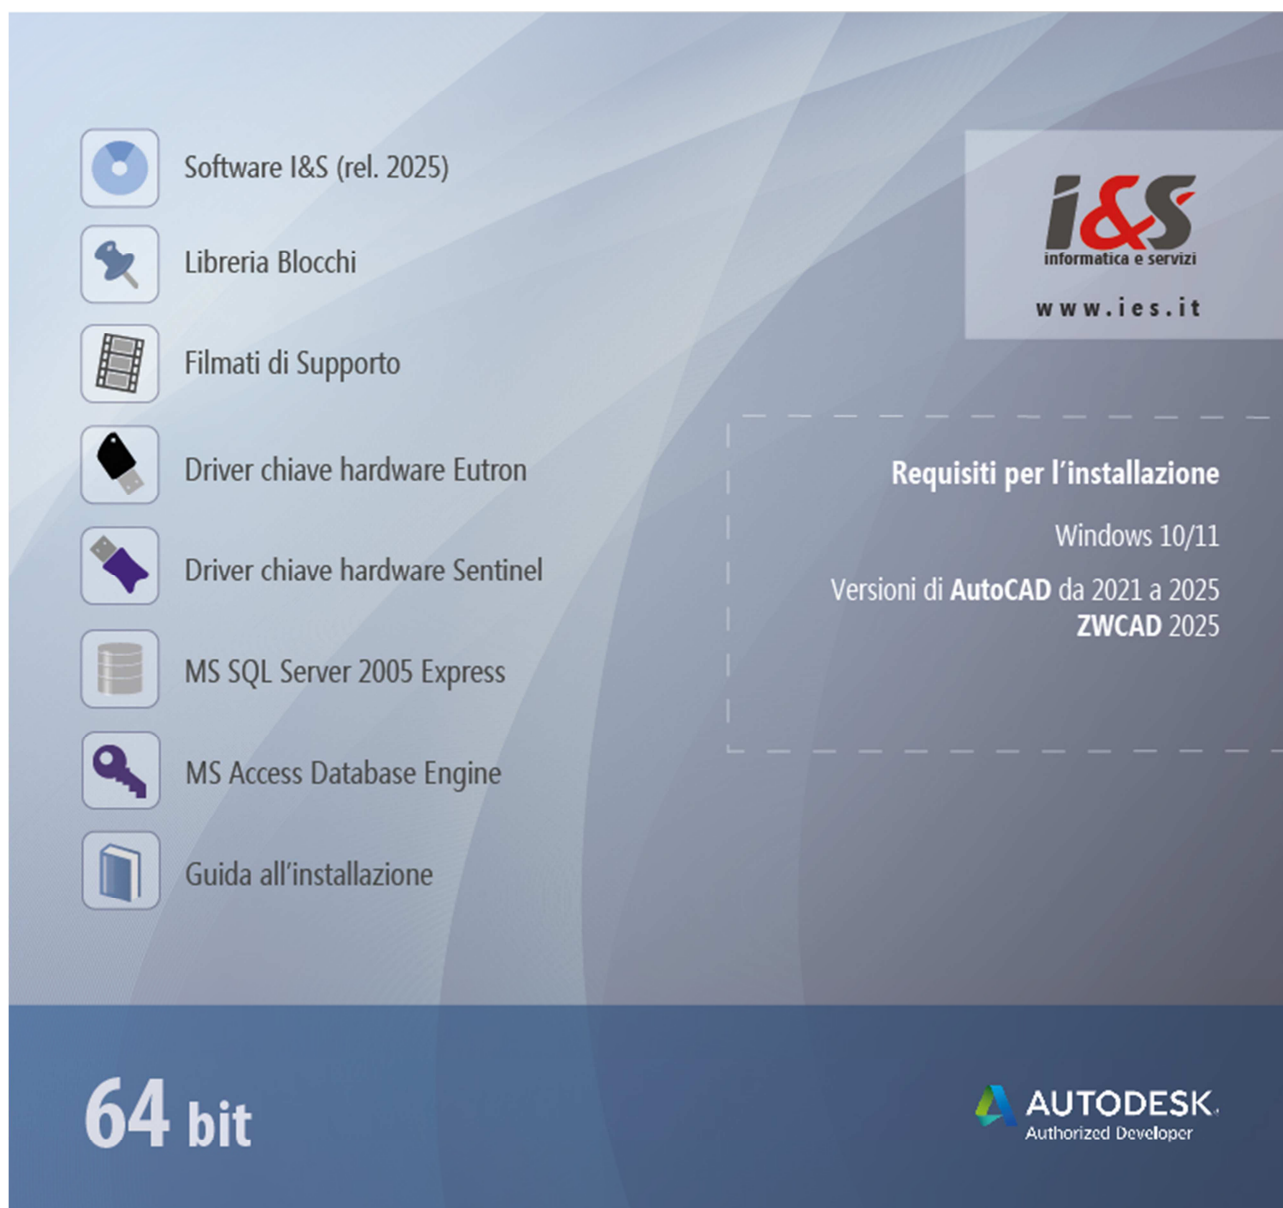 Software I&S (rel. 2025)
Libreria Blocchi
Filmati di Supporto
Driver chiave hardware Eutron
Driver chiave hardware Sentinel
MS SQL Server 2005 Express
MS Access Database Engine
Guida all'installazione
i&s
informatica e servizi
www.ies.it
Requisiti per l'installazione
Windows 10/11
Versioni di AutoCAD da 2021 a 2025
ZWCAD 2025
64 bit
AUTODESK
Authorized Developer